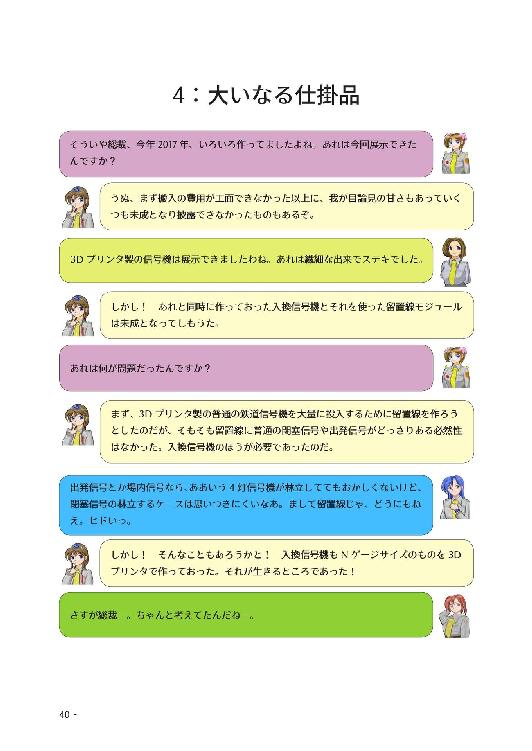 4：大いなる仕掛品
そういや総裁、今年 2017 年、いろいろ作ってましたよね。あれは今回展示できた
んですか？
うぬ、まず搬入の費用が工面できなかった以上に、我が目論見の甘さもあっていく
つも未成となり披露できなかったものもあるぞ。
3D プリンタ製の信号機は展示できましたわね。あれは繊細な出来でステキでした。
しかし！　あれと同時に作っておった入換信号機とそれを使った留置線モジュール
は未成となってしもうた。
あれは何が問題だったんですか？
まず、3D プリンタ製の普通の鉄道信号機を大量に投入するために留置線を作ろう
としたのだが、そもそも留置線に普通の閉塞信号や出発信号がどっさりある必然性
はなかった。入換信号機のほうが必要であったのだ。
出発信号とか場内信号なら、ああいう 4 灯信号機が林立しててもおかしくないけど、
閉塞信号の林立するケースは思いつきにくいなあ。まして留置線じゃ、どうにもね
え。ヒドいっ。
しかし！　そんなこともあろうかと！　入換信号機も N ゲージサイズのものを 3D
プリンタで作っておった。それが生きるところであった！
さすが総裁　。ちゃんと考えてたんだね　。
40 -